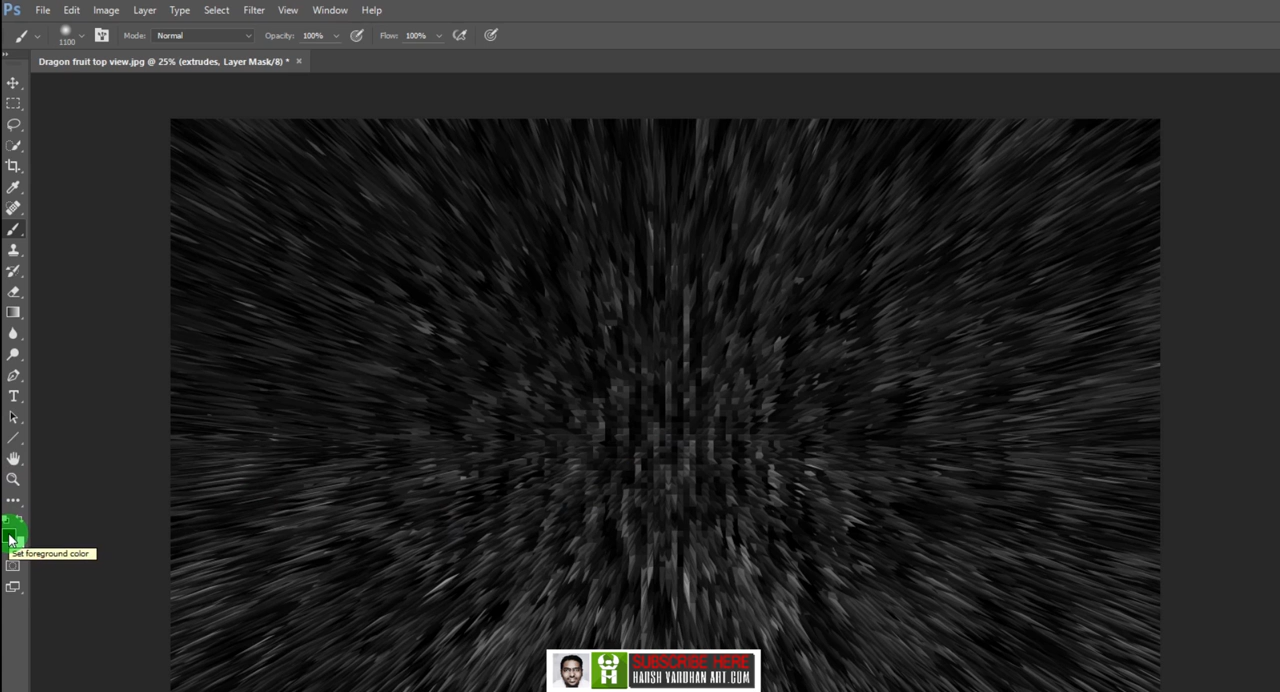 Ps File Edit Image Layer Type Select Filter View Window Help
1100 Mode: Normal Opacity: 100% Flow: 100%
Dragon fruit top view.jpg @ 25% (extrudes, Layer Mask/8) * ×
T
Set foreground color
SUBSCRIBE HERE
HARSH VARDHAN ART.COM